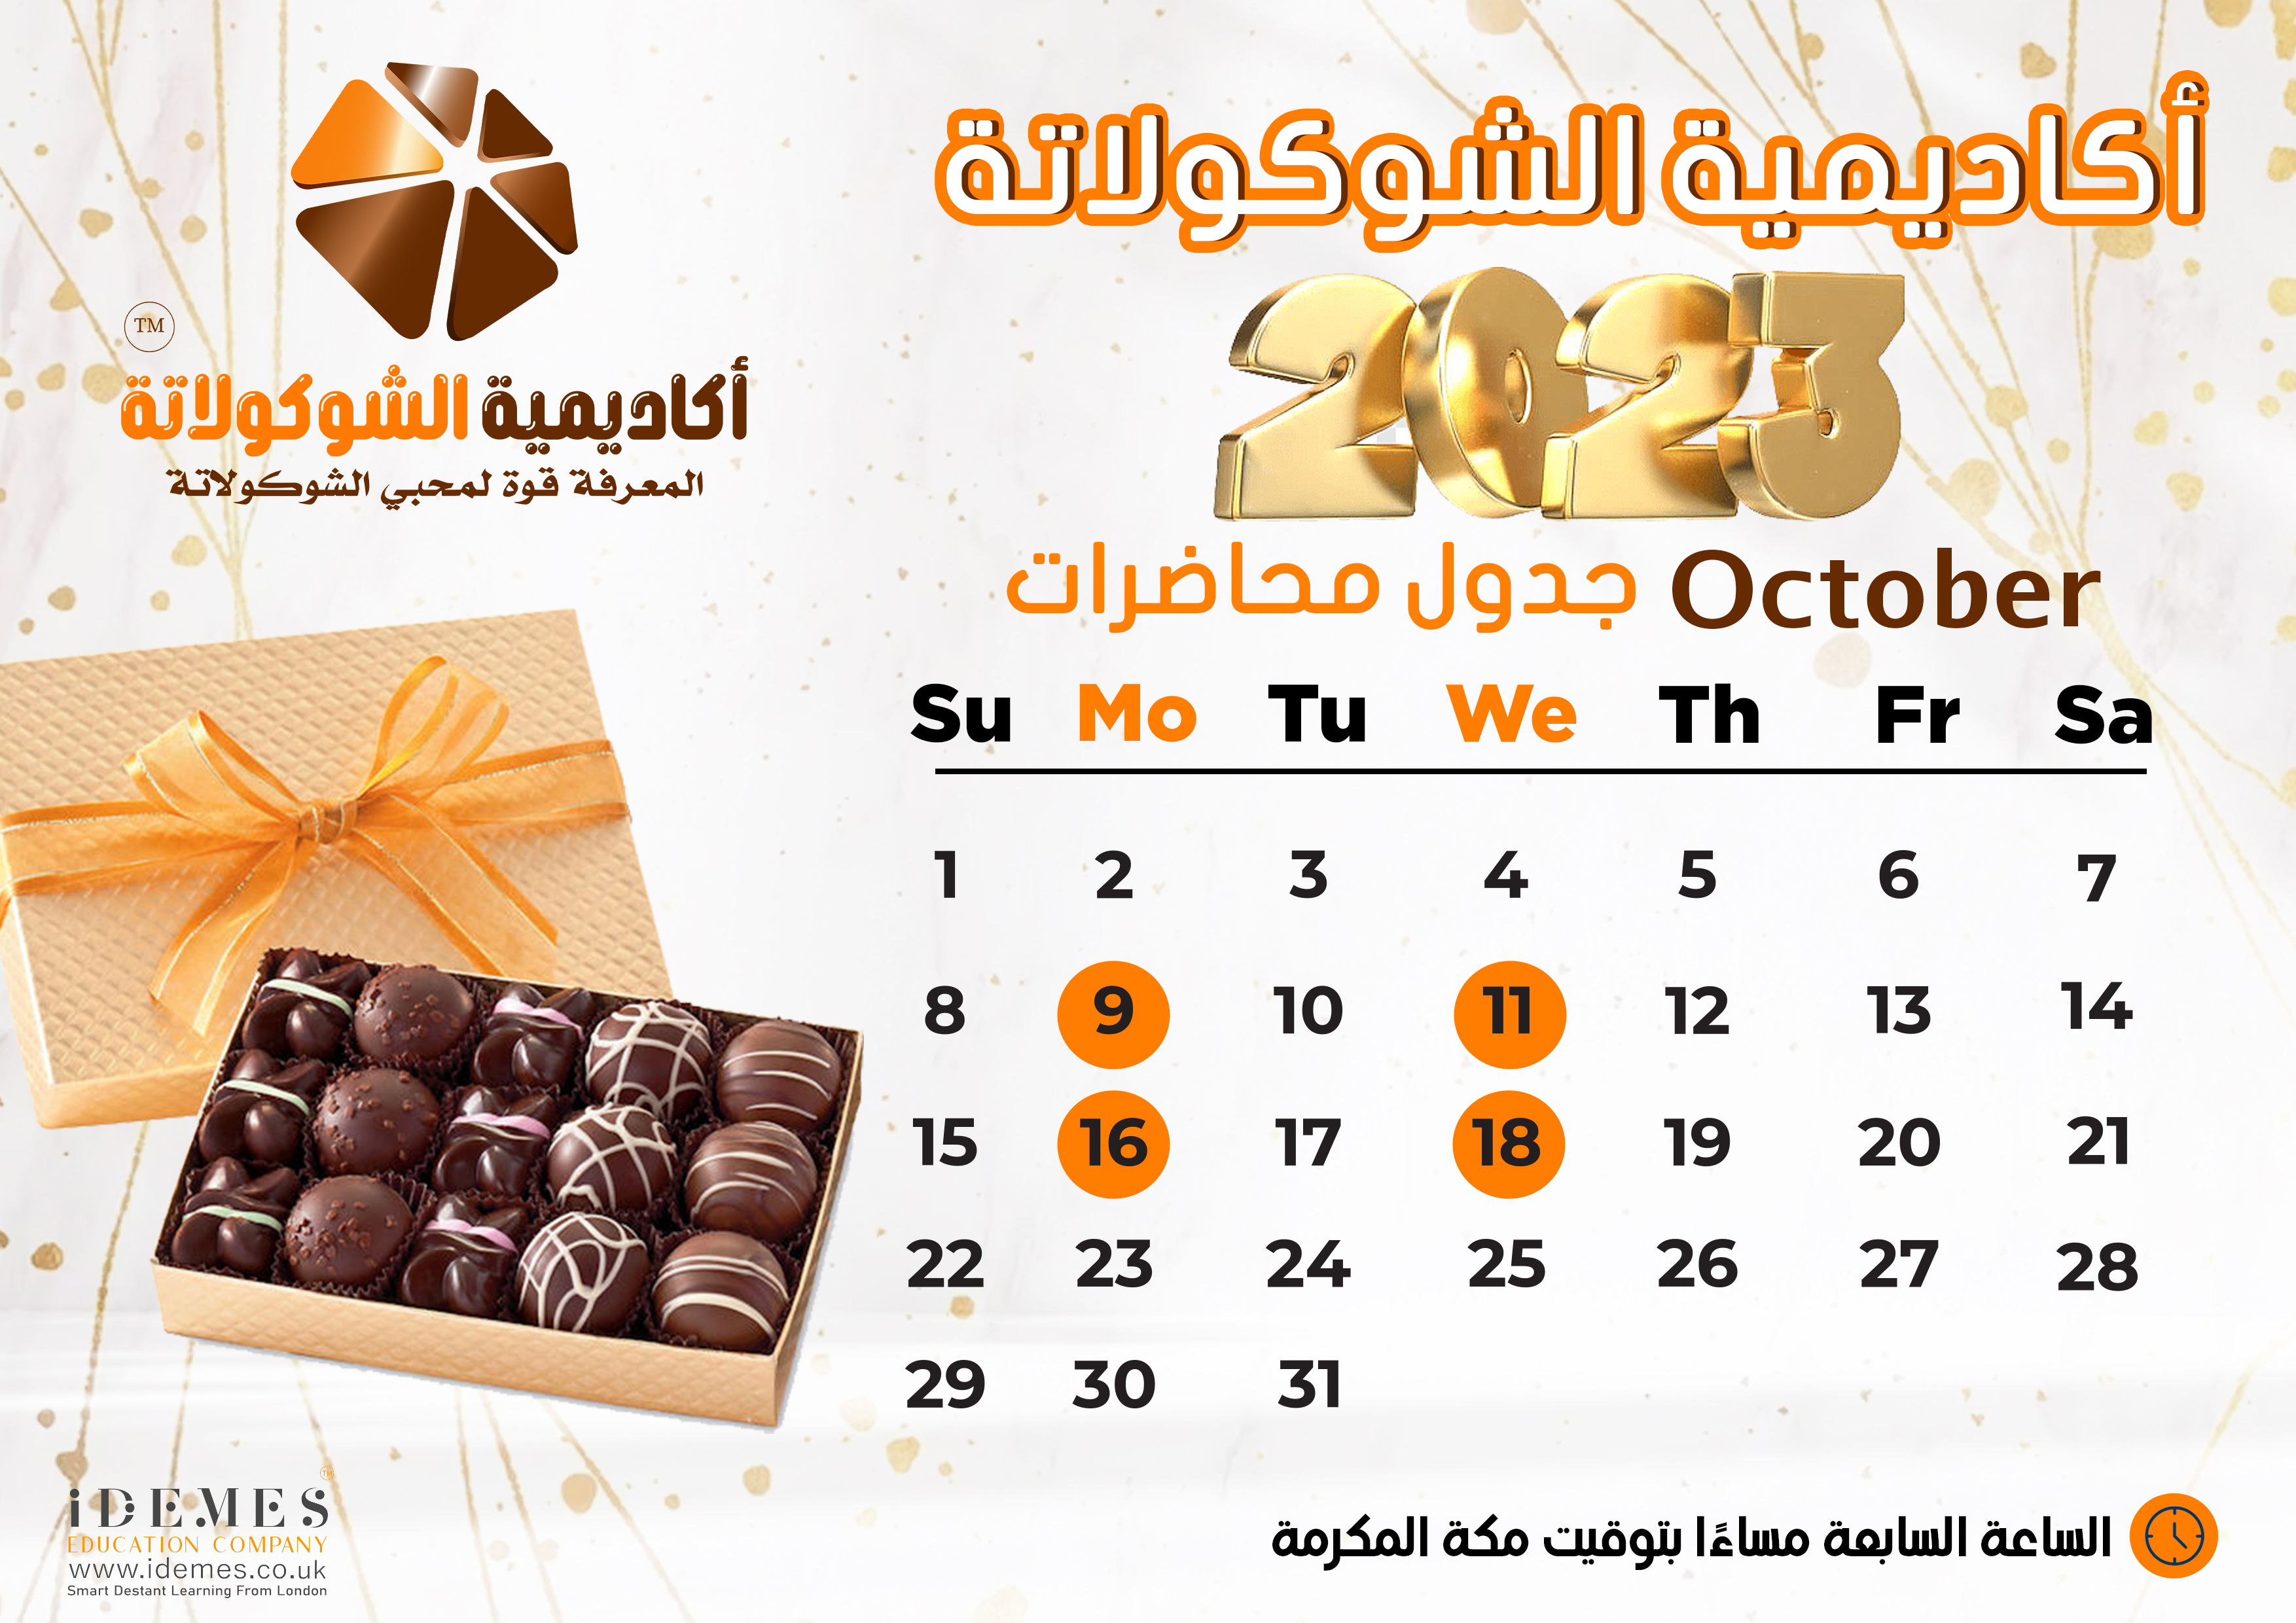 أكاديمية الشوكولاتة
2023
October جدول محاضرات
Su Mo Tu We Th Fr Sa
1 2 3 4 5 6 7
8 9 10 11 12 13 14
15 16 17 18 19 20 21
22 23 24 25 26 27 28
29 30 31
الساعة السابعة مساءًا بتوقيت مكة المكرمة
TM
أكاديمية الشوكولاتة
المعرفة قوة لمحبي الشوكولاتة
TM
iDEMES
EDUCATION COMPANY
www.idemes.co.uk
Smart Destant Learning From London